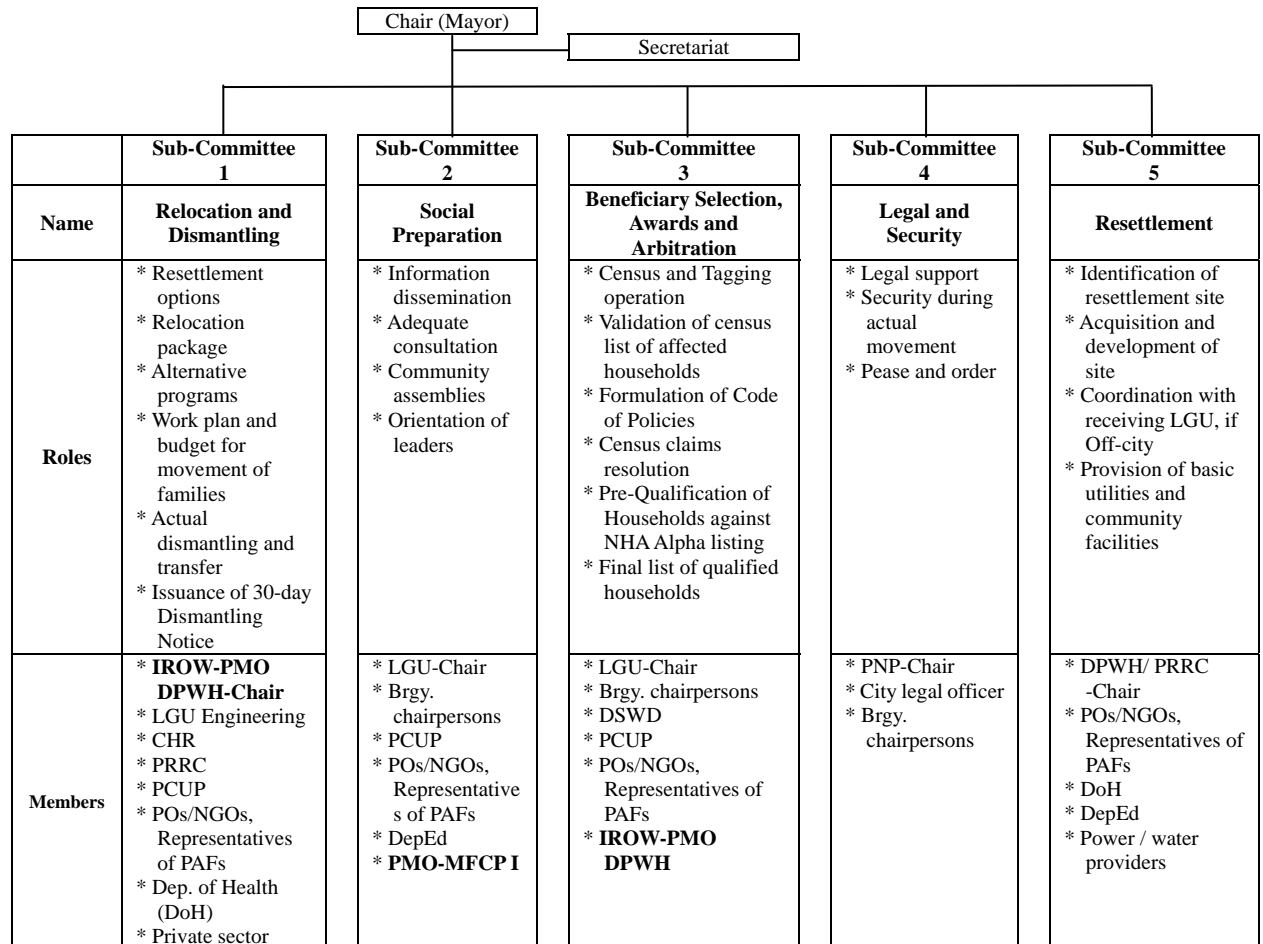 Chair (Mayor)
Secretariat
Sub-Committee
1
Sub-Committee
2
Sub-Committee
3
Sub-Committee
4
Sub-Committee
5
Name
Relocation and
Dismantling
Social
Preparation
Beneficiary Selection,
Awards and
Arbitration
Legal and
Security
Resettlement
Roles
* Resettlement
options
* Relocation
package
* Alternative
programs
* Work plan and
budget for
movement of
families
* Actual
dismantling and
transfer
* Issuance of 30-day
Dismantling
Notice
* Information
dissemination
* Adequate
consultation
* Community
assemblies
* Orientation of
leaders
* Census and Tagging
operation
* Validation of census
list of affected
households
* Formulation of Code
of Policies
* Census claims
resolution
* Pre-Qualification of
Households against
NHA Alpha listing
* Final list of qualified
households
* Legal support
* Security during
actual
movement
* Pease and order
* Identification of
resettlement site
* Acquisition and
development of
site
* Coordination with
receiving LGU, if
Off-city
* Provision of basic
utilities and
community
facilities
Members
* IROW-PMO
DPWH-Chair
* LGU Engineering
* CHR
* PRRC
* PCUP
* POs/NGOs,
Representatives
of PAFs
* Dep. of Health
(DoH)
* Private sector
* LGU-Chair
* Brgy.
chairpersons
* PCUP
* POs/NGOs,
Representative
s of PAFs
* DepEd
* PMO-MFCP I
* LGU-Chair
* Brgy. chairpersons
* DSWD
* PCUP
* POs/NGOs,
Representatives of
PAFs
* IROW-PMO
DPWH
* PNP-Chair
* City legal officer
* Brgy.
chairpersons
* DPWH/ PRRC
-Chair
* POs/NGOs,
Representatives of
PAFs
* DoH
* DepEd
* Power / water
providers